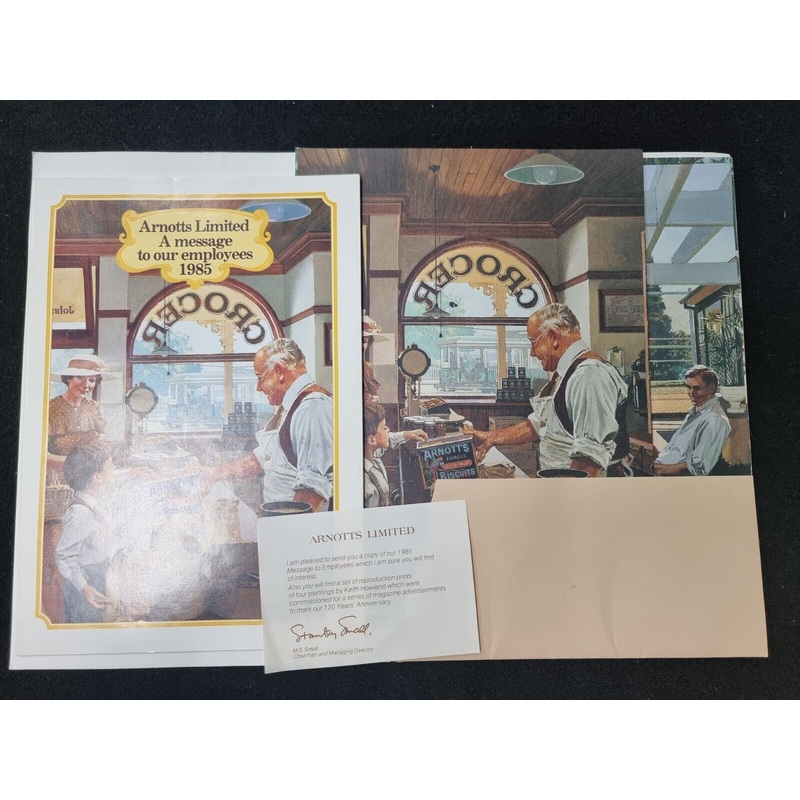 Arnotts Limited
A message
to our employees
1985
GROCER
GROCER
ARNOTT'S
FAMOUS
BISCUITS
ARNOTTS LIMITED
I am pleased to send you a copy of our 1985
Message to Employees which I am sure you will find
of interest.
Also you will find a set of reproduction prints
of four paintings by Keith Howland which were
commissioned for a series of magazine advertisements
to mark our 120 Years' Anniversary.
Stanley Small.
M.S. Small
Chairman and Managing Director